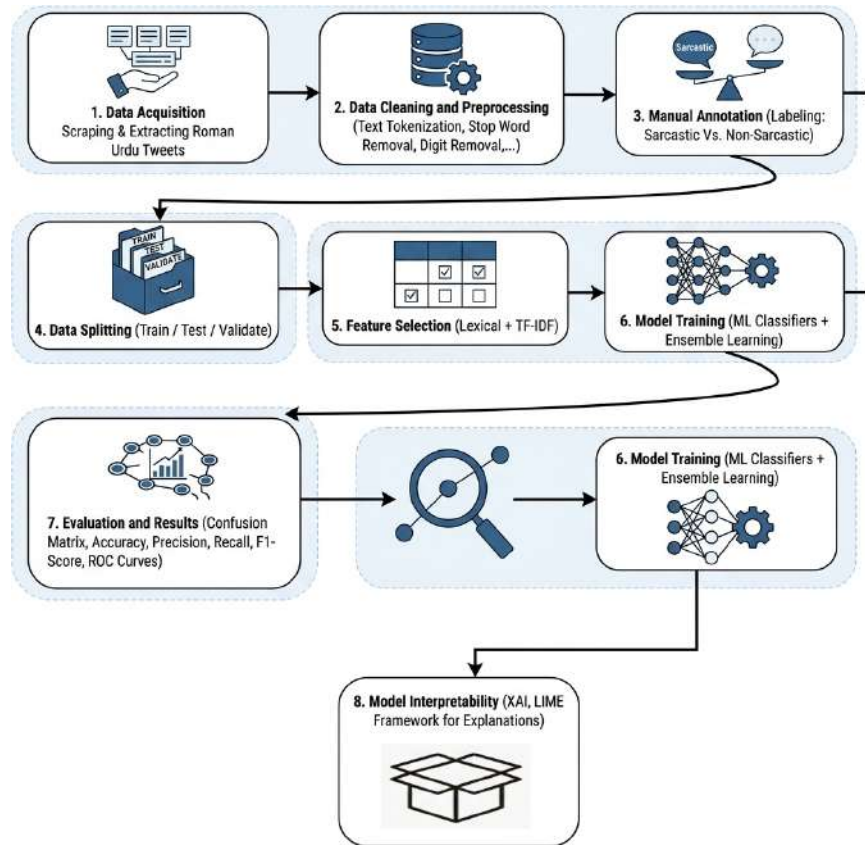 1. Data Acquisition
Scraping & Extracting Roman
Urdu Tweets
2. Data Cleaning and Preprocessing
(Text Tokenization, Stop Word
Removal, Digit Removal,...)
Sarcastic
...
3. Manual Annotation (Labeling:
Sarcastic Vs. Non-Sarcastic)
TRAIN
TEST
VALIDATE
4. Data Splitting (Train / Test / Validate)
5. Feature Selection (Lexical + TF-IDF)
6. Model Training (ML Classifiers +
Ensemble Learning)
7. Evaluation and Results (Confusion
Matrix, Accuracy, Precision, Recall, F1-
Score, ROC Curves)
6. Model Training (ML Classifiers +
Ensemble Learning)
8. Model Interpretability (XAI, LIME
Framework for Explanations)